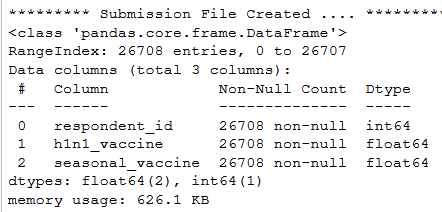 ********* Submission File Created .... *********
<class 'pandas.core.frame.DataFrame'>
RangeIndex: 26708 entries, 0 to 26707
Data columns (total 3 columns):
 #   Column            Non-Null Count  Dtype
---  ------            --------------  -----
 0   respondent_id     26708 non-null  int64
 1   h1n1_vaccine      26708 non-null  float64
 2   seasonal_vaccine  26708 non-null  float64
dtypes: float64(2), int64(1)
memory usage: 626.1 KB